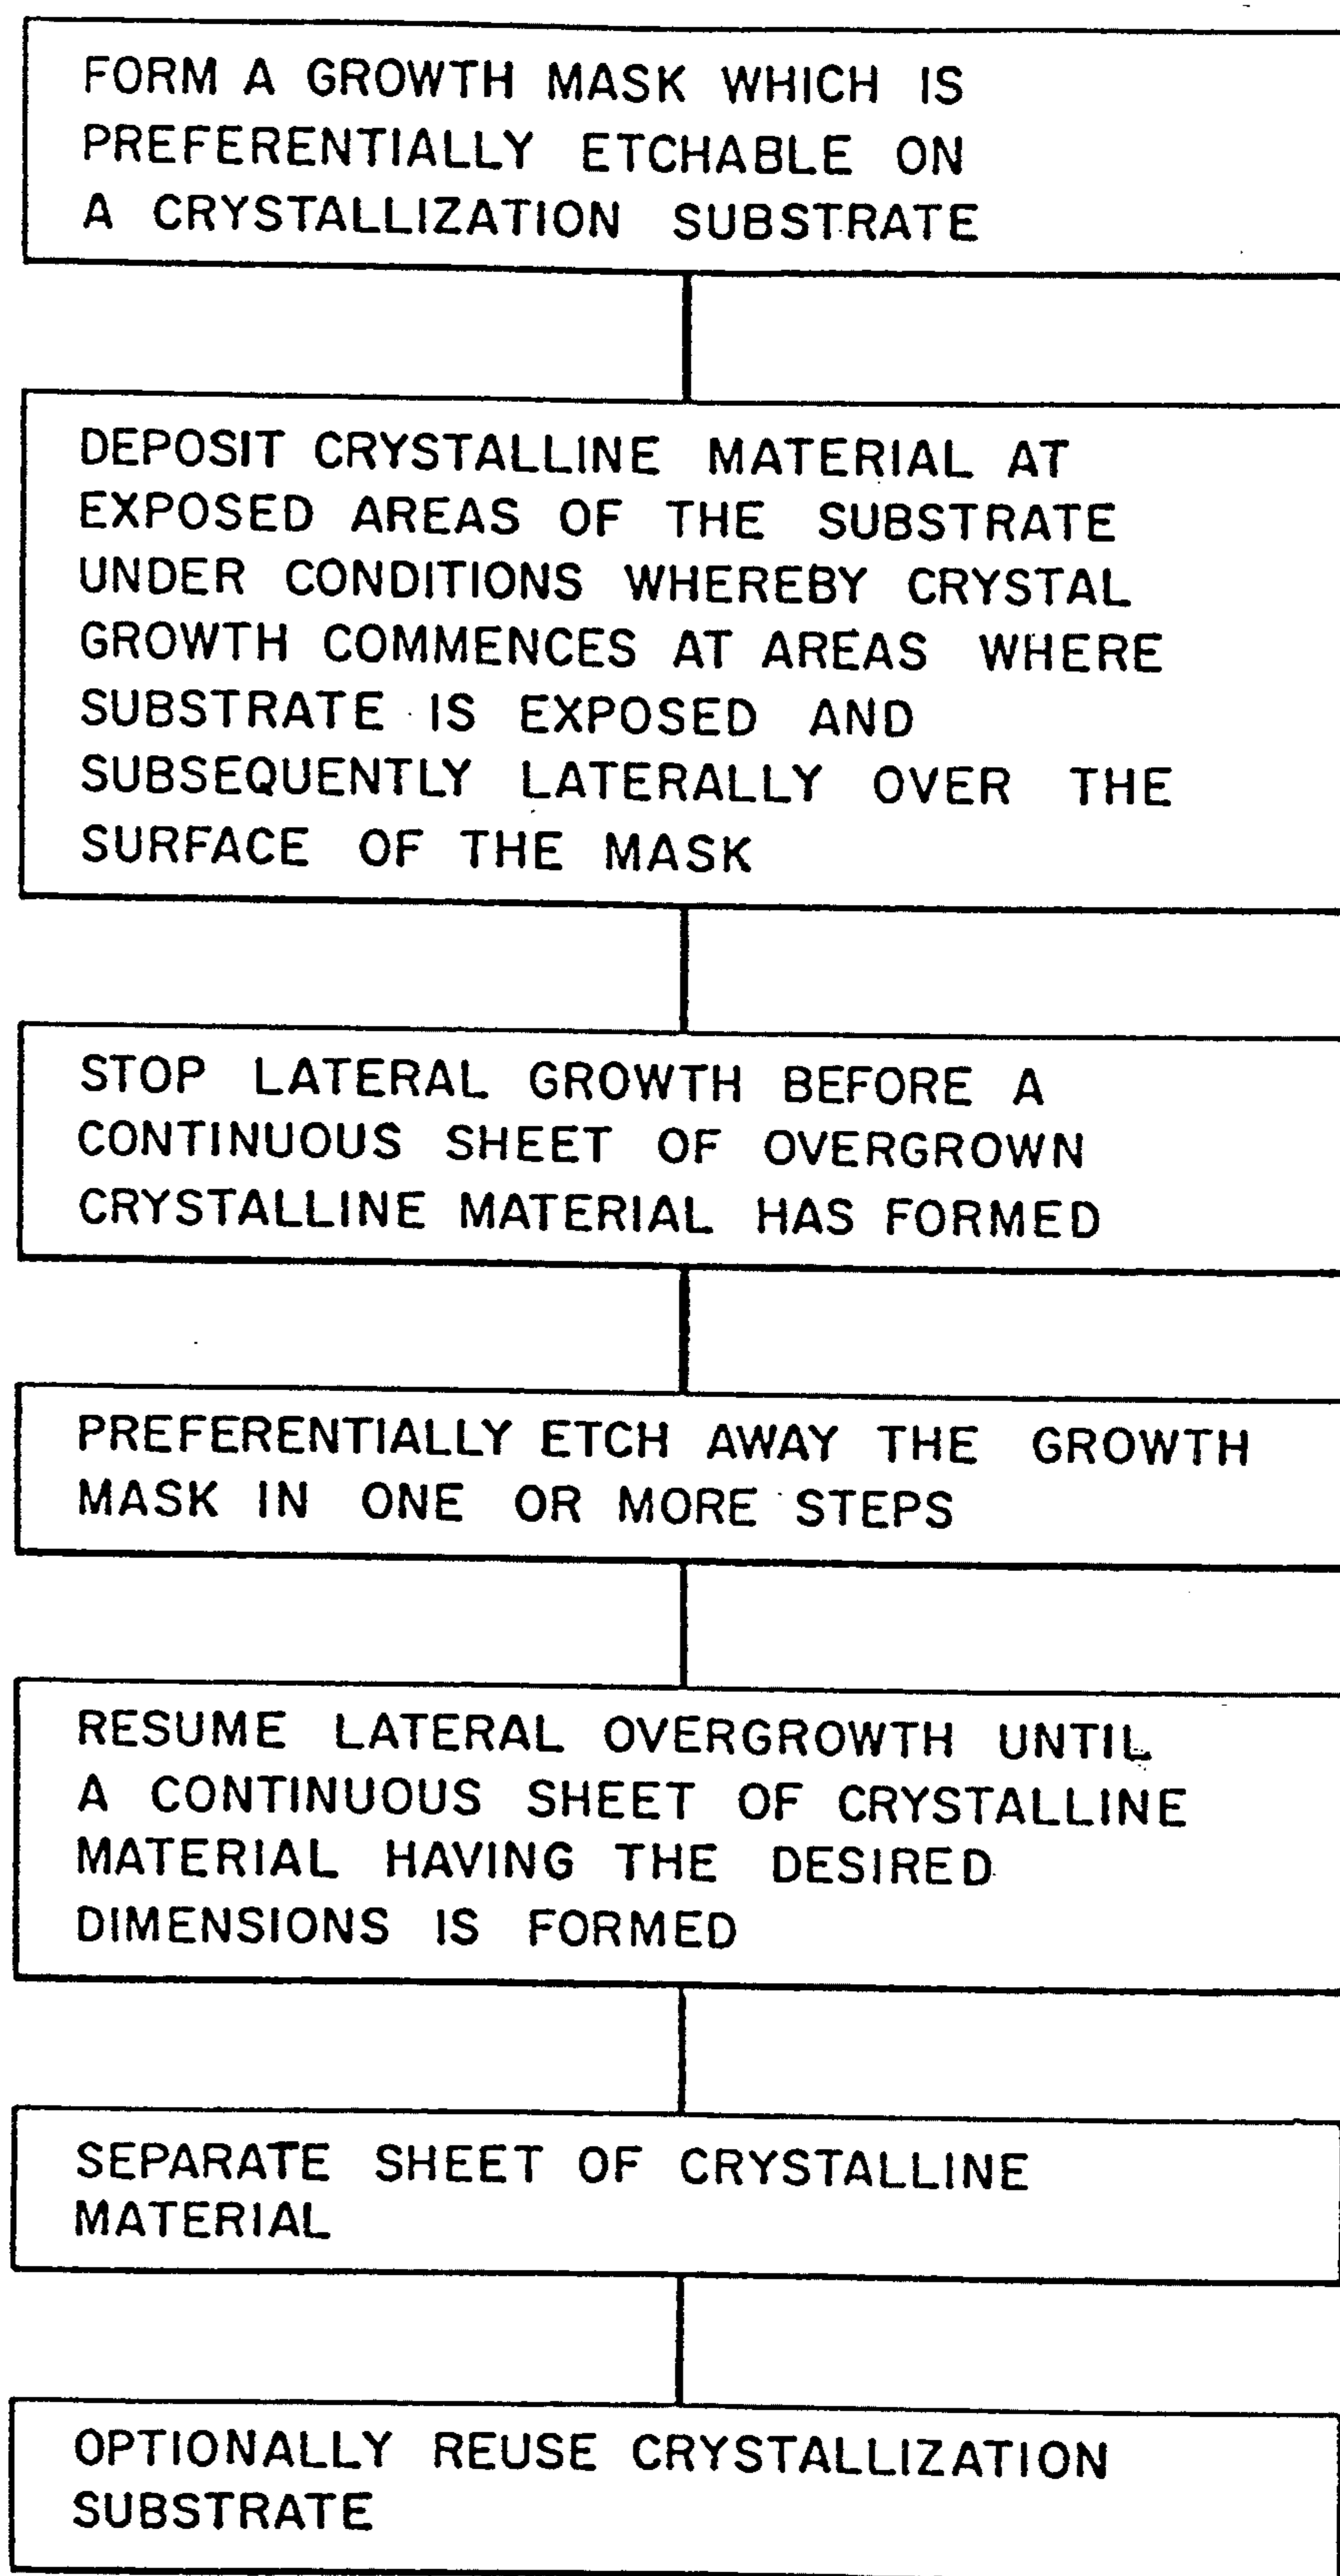 FORM A GROWTH MASK WHICH IS
PREFERENTIALLY ETCHABLE ON
A CRYSTALLIZATION SUBSTRATE
DEPOSIT CRYSTALLINE MATERIAL AT
EXPOSED AREAS OF THE SUBSTRATE
UNDER CONDITIONS WHEREBY CRYSTAL
GROWTH COMMENCES AT AREAS WHERE
SUBSTRATE IS EXPOSED AND
SUBSEQUENTLY LATERALLY OVER THE
SURFACE OF THE MASK
STOP LATERAL GROWTH BEFORE A
CONTINUOUS SHEET OF OVERGROWN
CRYSTALLINE MATERIAL HAS FORMED
PREFERENTIALLY ETCH AWAY THE GROWTH
MASK IN ONE OR MORE STEPS
RESUME LATERAL OVERGROWTH UNTIL
A CONTINUOUS SHEET OF CRYSTALLINE
MATERIAL HAVING THE DESIRED
DIMENSIONS IS FORMED
SEPARATE SHEET OF CRYSTALLINE
MATERIAL
OPTIONALLY REUSE CRYSTALLIZATION
SUBSTRATE